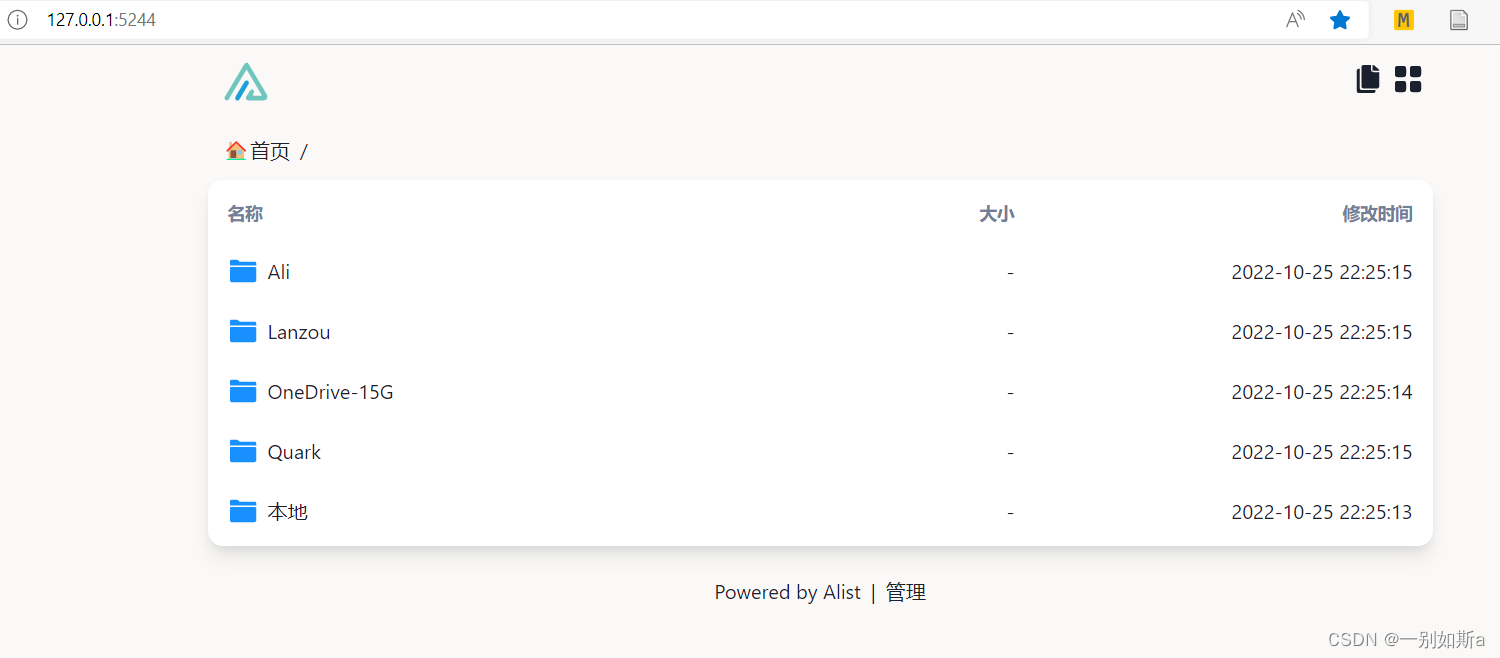 127.0.0.1:5244
首页 /
名称 大小 修改时间
Ali - 2022-10-25 22:25:15
Lanzou - 2022-10-25 22:25:15
OneDrive-15G - 2022-10-25 22:25:14
Quark - 2022-10-25 22:25:15
本地 - 2022-10-25 22:25:13
Powered by Alist | 管理
CSDN @一别如斯a